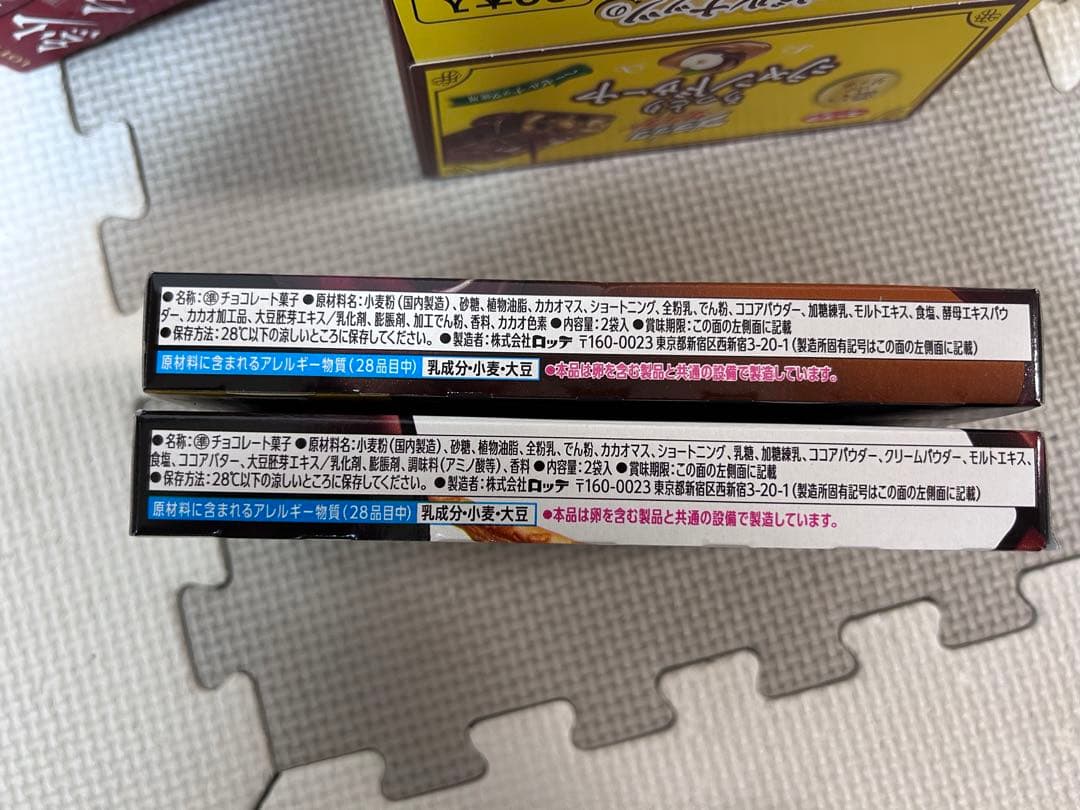 本入
ナッツの
シャントゥーヤ
●名称:㊥チョコレート菓子 ●原材料名:小麦粉(国内製造)、砂糖、植物油脂、カカオマス、ショートニング、全粉乳、でん粉、ココアパウダー、加糖練乳、モルトエキス、食塩、酵母エキスパウ
ダー、カカオ加工品、大豆胚芽エキス/乳化剤、膨脹剤、加工でん粉、香料、カカオ色素 ●内容量:2袋入 ●賞味期限:この面の左側面に記載
●保存方法:28℃以下の涼しいところに保存してください。 ●製造者:株式会社ロッテ 〒160-0023 東京都新宿区西新宿3-20-1(製造所固有記号はこの面の左側面に記載)
原材料に含まれるアレルギー物質(28品目中) 乳成分・小麦・大豆 ●本品は卵を含む製品と共通の設備で製造しています。
●名称:㊥チョコレート菓子 ●原材料名:小麦粉(国内製造)、砂糖、植物油脂、全粉乳、でん粉、カカオマス、ショートニング、乳糖、加糖練乳、ココアパウダー、クリームパウダー、モルトエキス、
食塩、ココアバター、大豆胚芽エキス/乳化剤、膨脹剤、調味料(アミノ酸等)、香料 ●内容量:2袋入 ●賞味期限:この面の左側面に記載
●保存方法:28℃以下の涼しいところに保存してください。 ●製造者:株式会社ロッテ 〒160-0023 東京都新宿区西新宿3-20-1(製造所固有記号はこの面の左側面に記載)
原材料に含まれるアレルギー物質(28品目中) 乳成分・小麦・大豆 ●本品は卵を含む製品と共通の設備で製造しています。